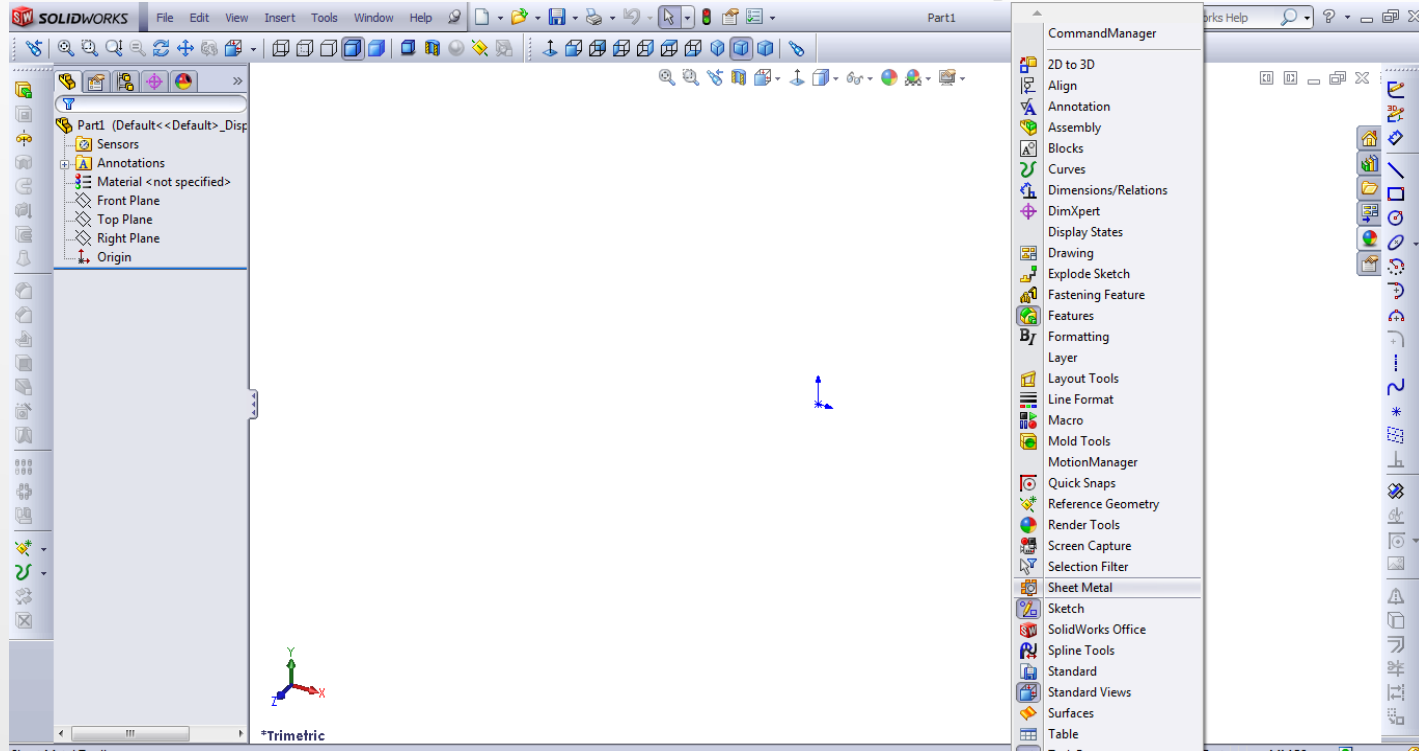 SW SOLIDWORKS File Edit View Insert Tools Window Help Part1
CommandManager
2D to 3D
Align
Annotation
Assembly
Blocks
Curves
Dimensions/Relations
DimXpert
Display States
Drawing
Explode Sketch
Fastening Feature
Features
Formatting
Layer
Layout Tools
Line Format
Macro
Mold Tools
MotionManager
Quick Snaps
Reference Geometry
Render Tools
Screen Capture
Selection Filter
Sheet Metal
Sketch
SolidWorks Office
Spline Tools
Standard
Standard Views
Surfaces
Table
Help
Part1 (Default<<Default>_Disp
Sensors
A Annotations
Material <not specified>
Front Plane
Top Plane
Right Plane
Origin
3D
Y
X
Z
*Trimetric